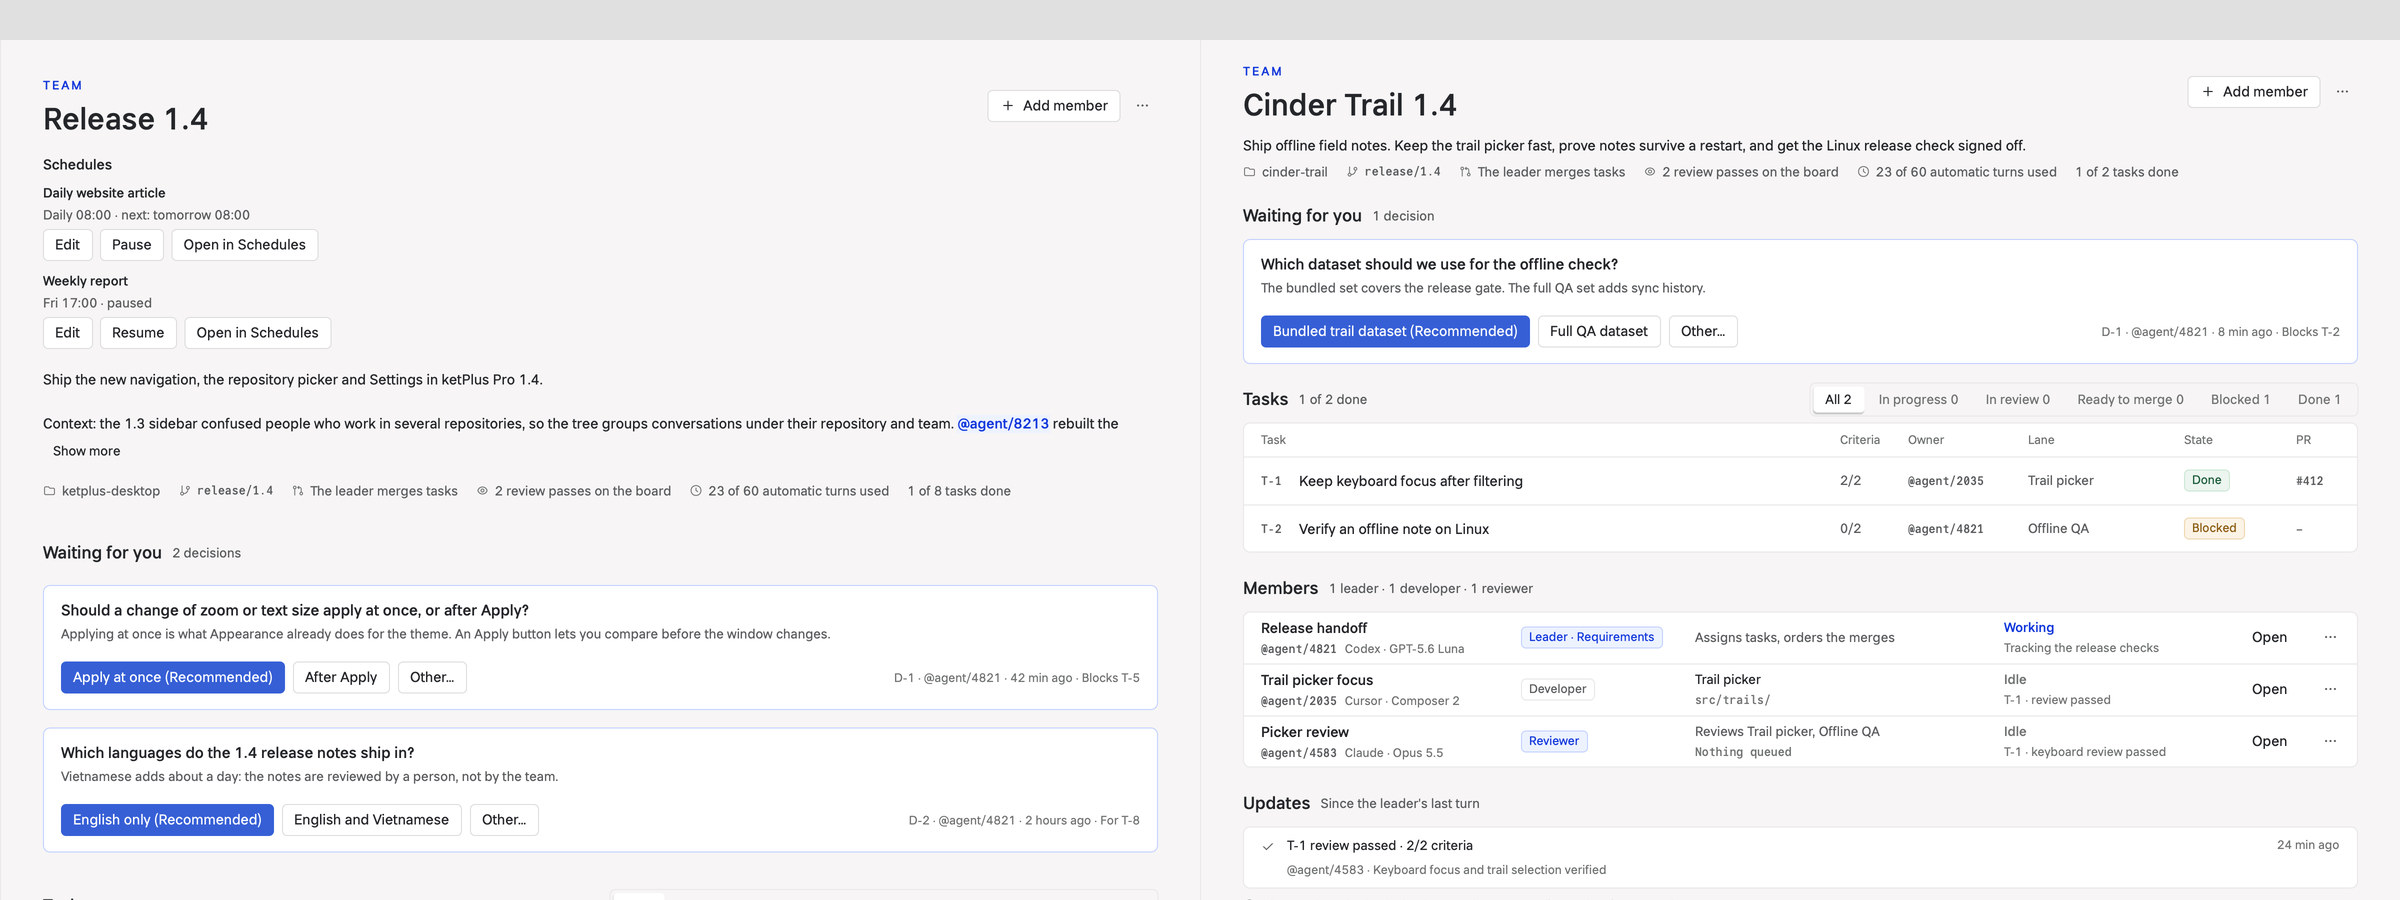 TEAM
Release 1.4
Add member
Schedules
Daily website article
Daily 08:00 · next: tomorrow 08:00
Edit
Pause
Open in Schedules
Weekly report
Fri 17:00 · paused
Edit
Resume
Open in Schedules
Ship the new navigation, the repository picker and Settings in ketPlus Pro 1.4.
Context: the 1.3 sidebar confused people who work in several repositories, so the tree groups conversations under their repository and team. @agent/8213 rebuilt the
Show more
ketplus-desktop release/1.4 The leader merges tasks 2 review passes on the board 23 of 60 automatic turns used 1 of 8 tasks done
Waiting for you 2 decisions
Should a change of zoom or text size apply at once, or after Apply?
Applying at once is what Appearance already does for the theme. An Apply button lets you compare before the window changes.
Apply at once (Recommended) After Apply Other... D-1 · @agent/4821 · 42 min ago · Blocks T-5
Which languages do the 1.4 release notes ship in?
Vietnamese adds about a day: the notes are reviewed by a person, not by the team.
English only (Recommended) English and Vietnamese Other... D-2 · @agent/4821 · 2 hours ago · For T-8
TEAM
Cinder Trail 1.4
Add member
Ship offline field notes. Keep the trail picker fast, prove notes survive a restart, and get the Linux release check signed off.
cinder-trail release/1.4 The leader merges tasks 2 review passes on the board 23 of 60 automatic turns used 1 of 2 tasks done
Waiting for you 1 decision
Which dataset should we use for the offline check?
The bundled set covers the release gate. The full QA set adds sync history.
Bundled trail dataset (Recommended) Full QA dataset Other... D-1 · @agent/4821 · 8 min ago · Blocks T-2
Tasks 1 of 2 done All 2 In progress 0 In review 0 Ready to merge 0 Blocked 1 Done 1
Task Criteria Owner Lane State PR
T-1 Keep keyboard focus after filtering 2/2 @agent/2035 Trail picker Done #412
T-2 Verify an offline note on Linux 0/2 @agent/4821 Offline QA Blocked –
Members 1 leader · 1 developer · 1 reviewer
Release handoff
@agent/4821 Codex · GPT-5.6 Luna
Leader · Requirements
Assigns tasks, orders the merges
Working
Tracking the release checks
Open
Trail picker focus
@agent/2035 Cursor · Composer 2
Developer
Trail picker
src/trails/
Idle
T-1 · review passed
Open
Picker review
@agent/4583 Claude · Opus 5.5
Reviewer
Reviews Trail picker, Offline QA
Nothing queued
Idle
T-1 · keyboard review passed
Open
Updates Since the leader's last turn
T-1 review passed · 2/2 criteria 24 min ago
@agent/4583 · Keyboard focus and trail selection verified